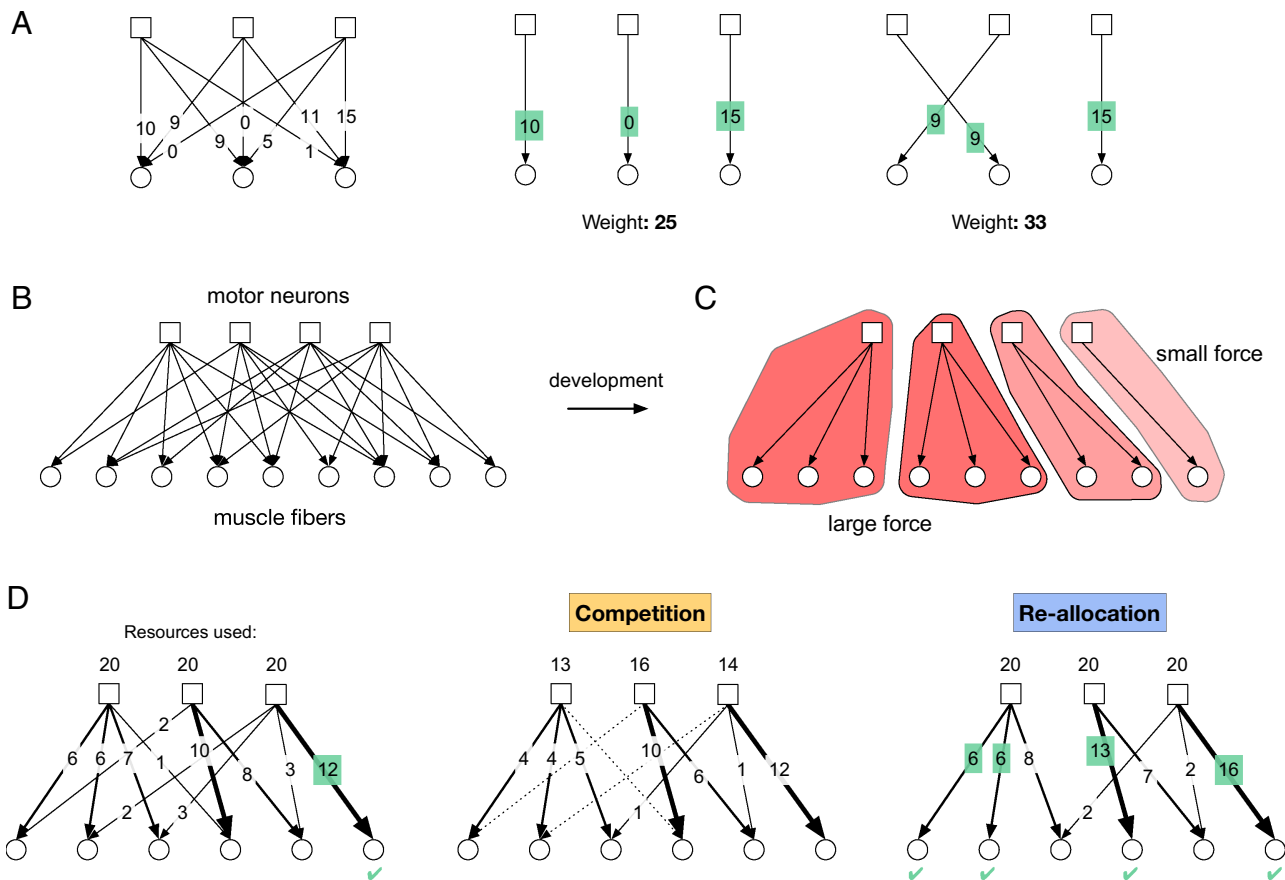 A
10 9 0 0 9 5 11 1 15
10 0 15
9 9 15
Weight: 25
Weight: 33
B
motor neurons
muscle fibers
development
C
small force
large force
D
Resources used:
20 20 20
6 6 7 1 2 10 8 2 3 3 12
✓
Competition
13 16 14
4 4 5 10 6 1 1 12
Re-allocation
20 20 20
6 6 8 13 7 2 2 16
✓ ✓ ✓ ✓